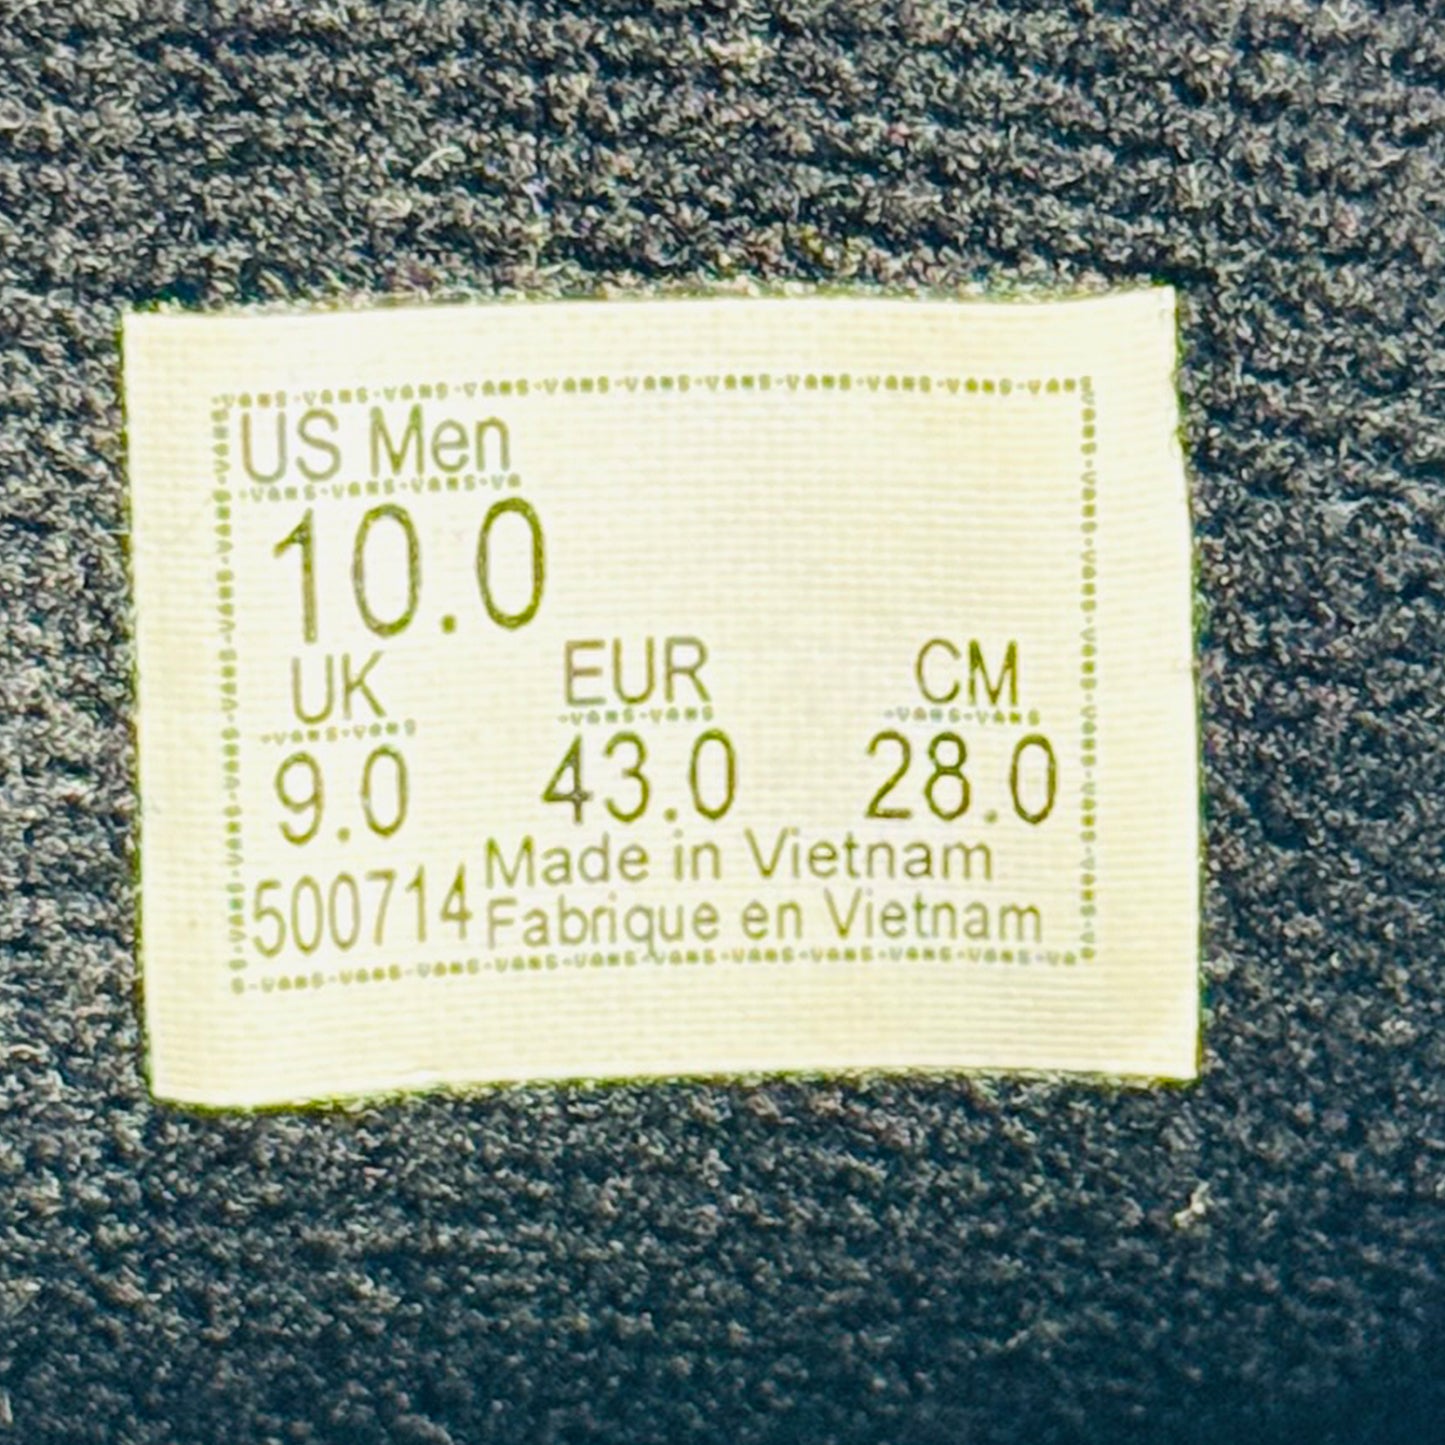 US Men
10.0
UK EUR CM
9.0 43.0 28.0
500714 Made in Vietnam
Fabrique en Vietnam